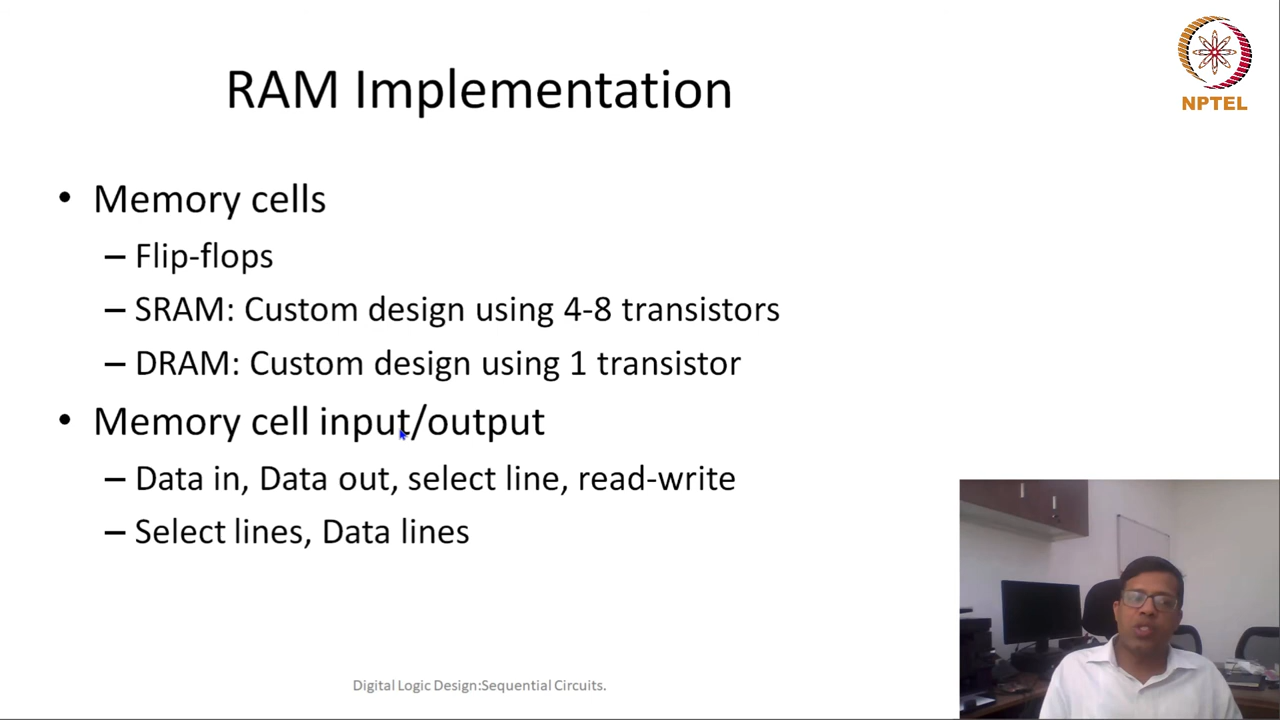 RAM Implementation
NPTEL
• Memory cells
– Flip-flops
– SRAM: Custom design using 4-8 transistors
– DRAM: Custom design using 1 transistor
• Memory cell input/output
– Data in, Data out, select line, read-write
– Select lines, Data lines
Digital Logic Design:Sequential Circuits.